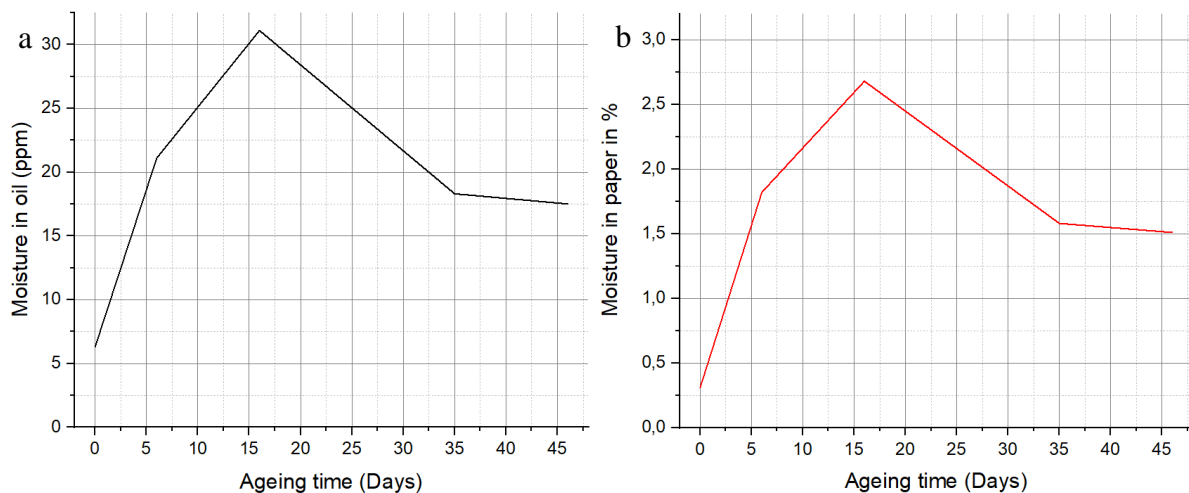 a
Moisture in oil (ppm)
30
25
20
15
10
5
0
0 5 10 15 20 25 30 35 40 45
Ageing time (Days)
b
Moisture in paper in %
3,0
2,5
2,0
1,5
1,0
0,5
0,0
0 5 10 15 20 25 30 35 40 45
Ageing time (Days)